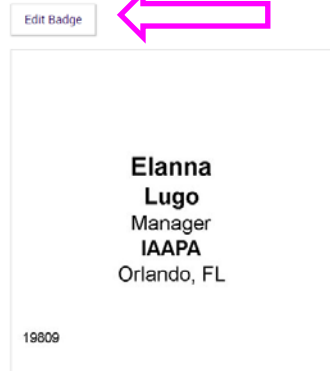 Edit Badge
Elanna
Lugo
Manager
IAAPA
Orlando, FL
19809